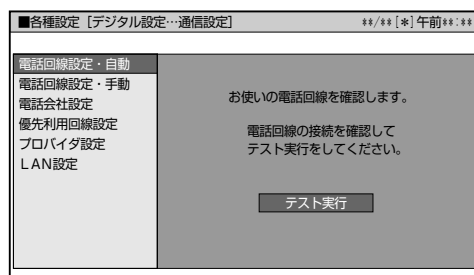 ■各種設定［デジタル設定…通信設定］ **/**[*]午前**:**
電話回線設定・自動
電話回線設定・手動
電話会社設定
優先利用回線設定
プロバイダ設定
ＬＡＮ設定
お使いの電話回線を確認します。
電話回線の接続を確認して
テスト実行をしてください。
テスト実行